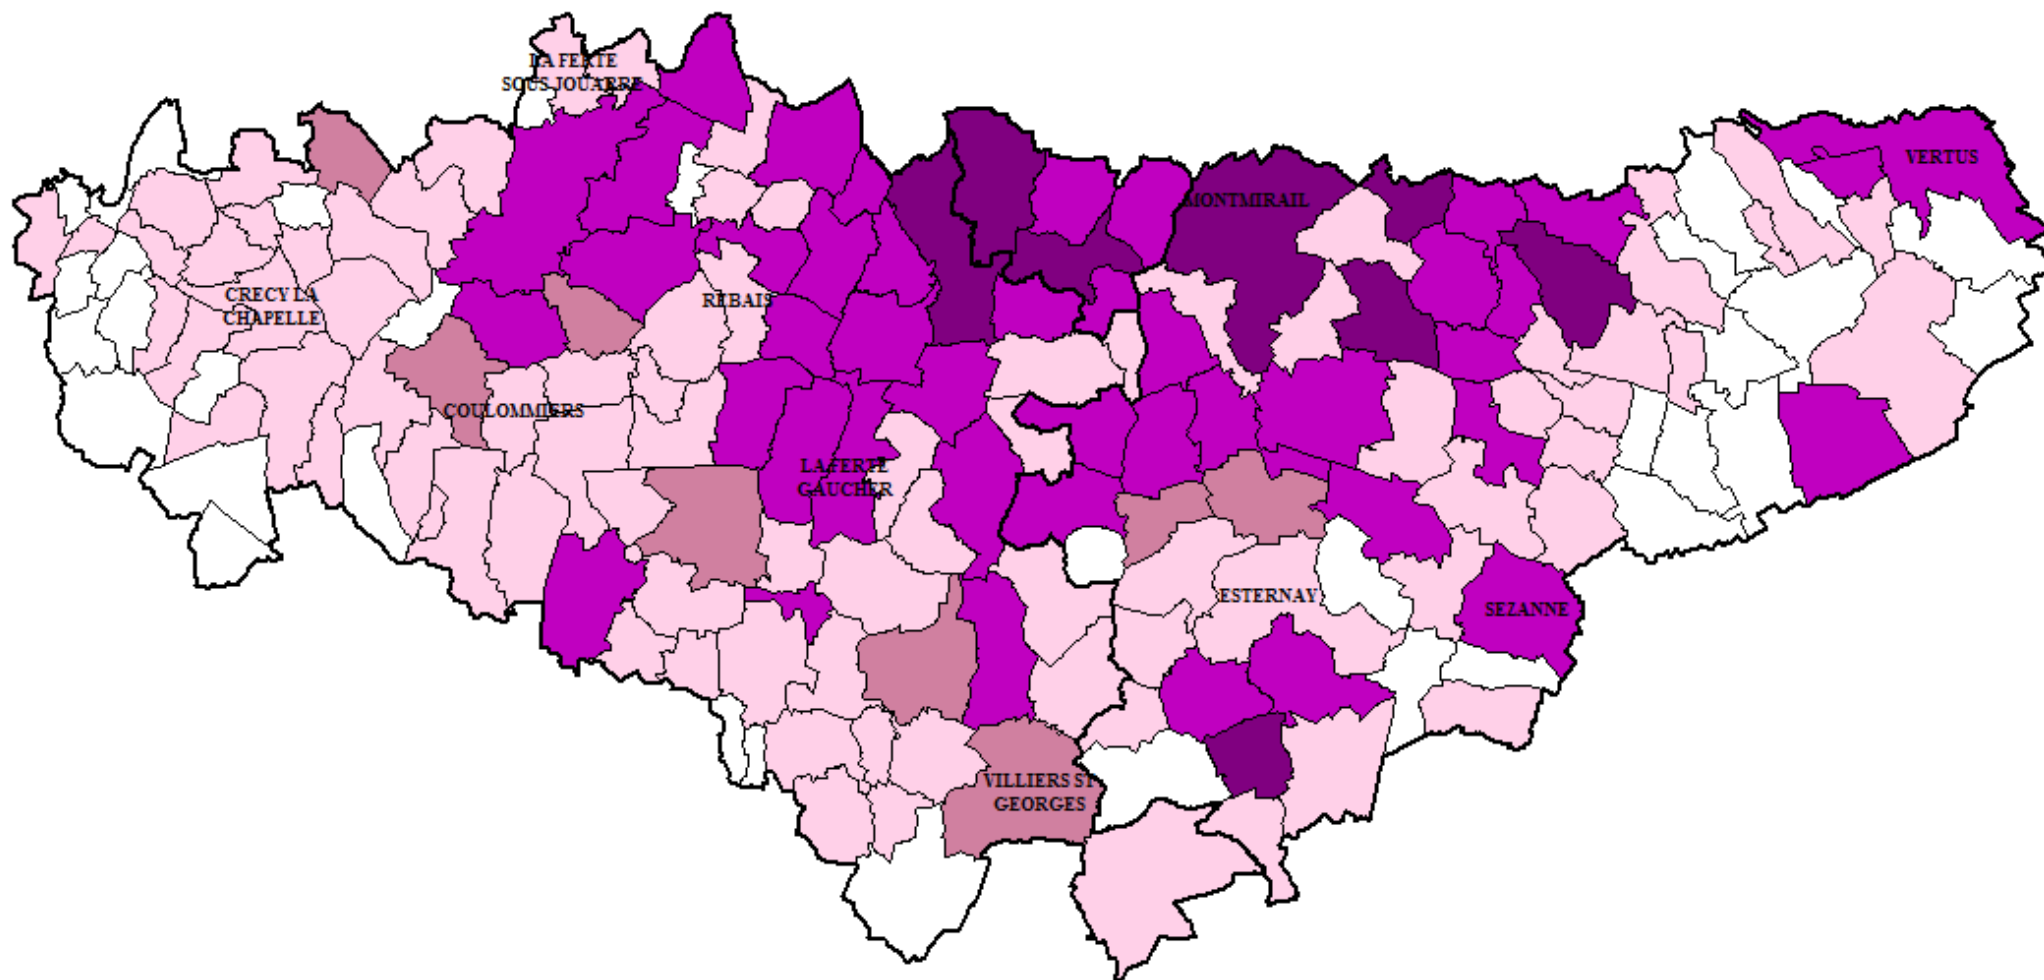 LA FERTE
SOUS JOUARRE
VERTUS
MONTMIRAIL
CRECY LA
CHAPELLE
REBAIS
COULOMMIERS
LA FERTE
GAUCHER
ESTERNAY
SEZANNE
VILLIERS ST
GEORGES